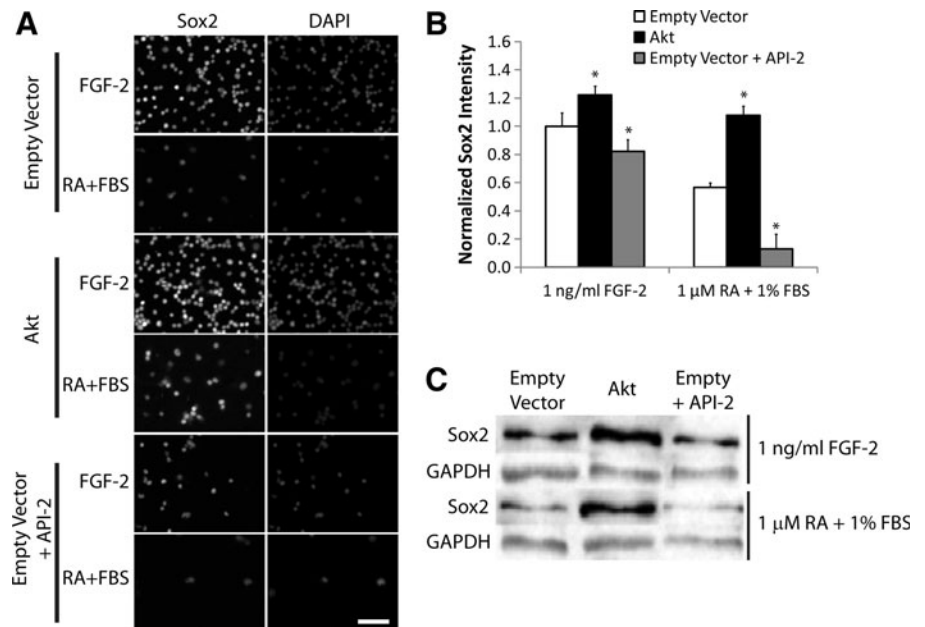 A
Sox2 DAPI
Empty Vector
FGF-2
RA+FBS
Akt
FGF-2
RA+FBS
Empty Vector
+ API-2
FGF-2
RA+FBS
B
Empty Vector
Akt
Empty Vector + API-2
Normalized Sox2 Intensity
1.6
1.4
1.2
1.0
0.8
0.6
0.4
0.2
0.0
* * * *
1 ng/ml FGF-2 1 μM RA + 1% FBS
C
Empty Vector Akt Empty + API-2
Sox2
GAPDH
1 ng/ml FGF-2
Sox2
GAPDH
1 μM RA + 1% FBS